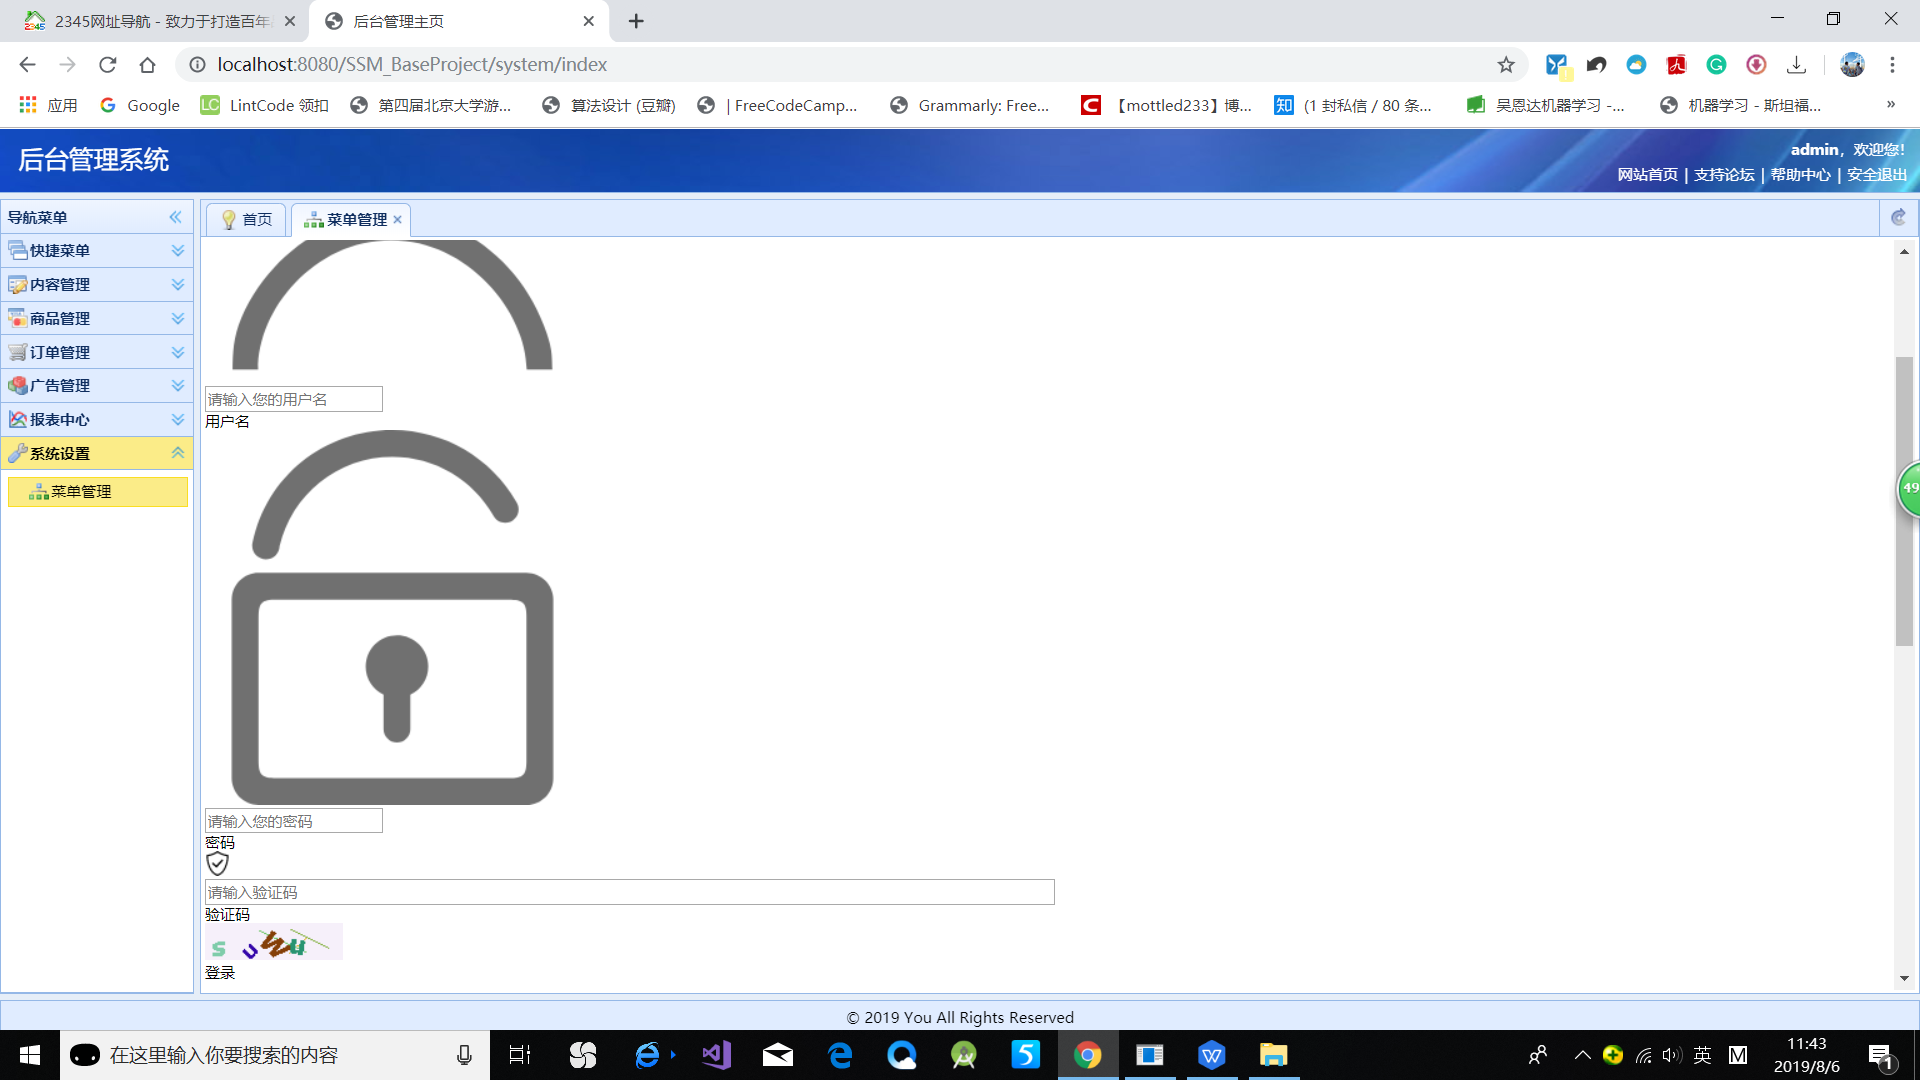 2345网址导航 - 致力于打造百年
后台管理主页
localhost:8080/SSM_BaseProject/system/index
应用
Google
LintCode 领扣
第四届北京大学游...
算法设计 (豆瓣)
| FreeCodeCamp...
Grammarly: Free...
【mottled233】博...
(1 封私信 / 80 条...
吴恩达机器学习 -...
机器学习 - 斯坦福...
»
后台管理系统
admin，欢迎您!
网站首页 | 支持论坛 | 帮助中心 | 安全退出
导航菜单
首页
菜单管理
快捷菜单
内容管理
商品管理
订单管理
广告管理
报表中心
系统设置
菜单管理
请输入您的用户名
用户名
请输入您的密码
密码
请输入验证码
验证码
s u W u
登录
49
© 2019 You All Rights Reserved
在这里输入你要搜索的内容
英
M
11:43
2019/8/6
1